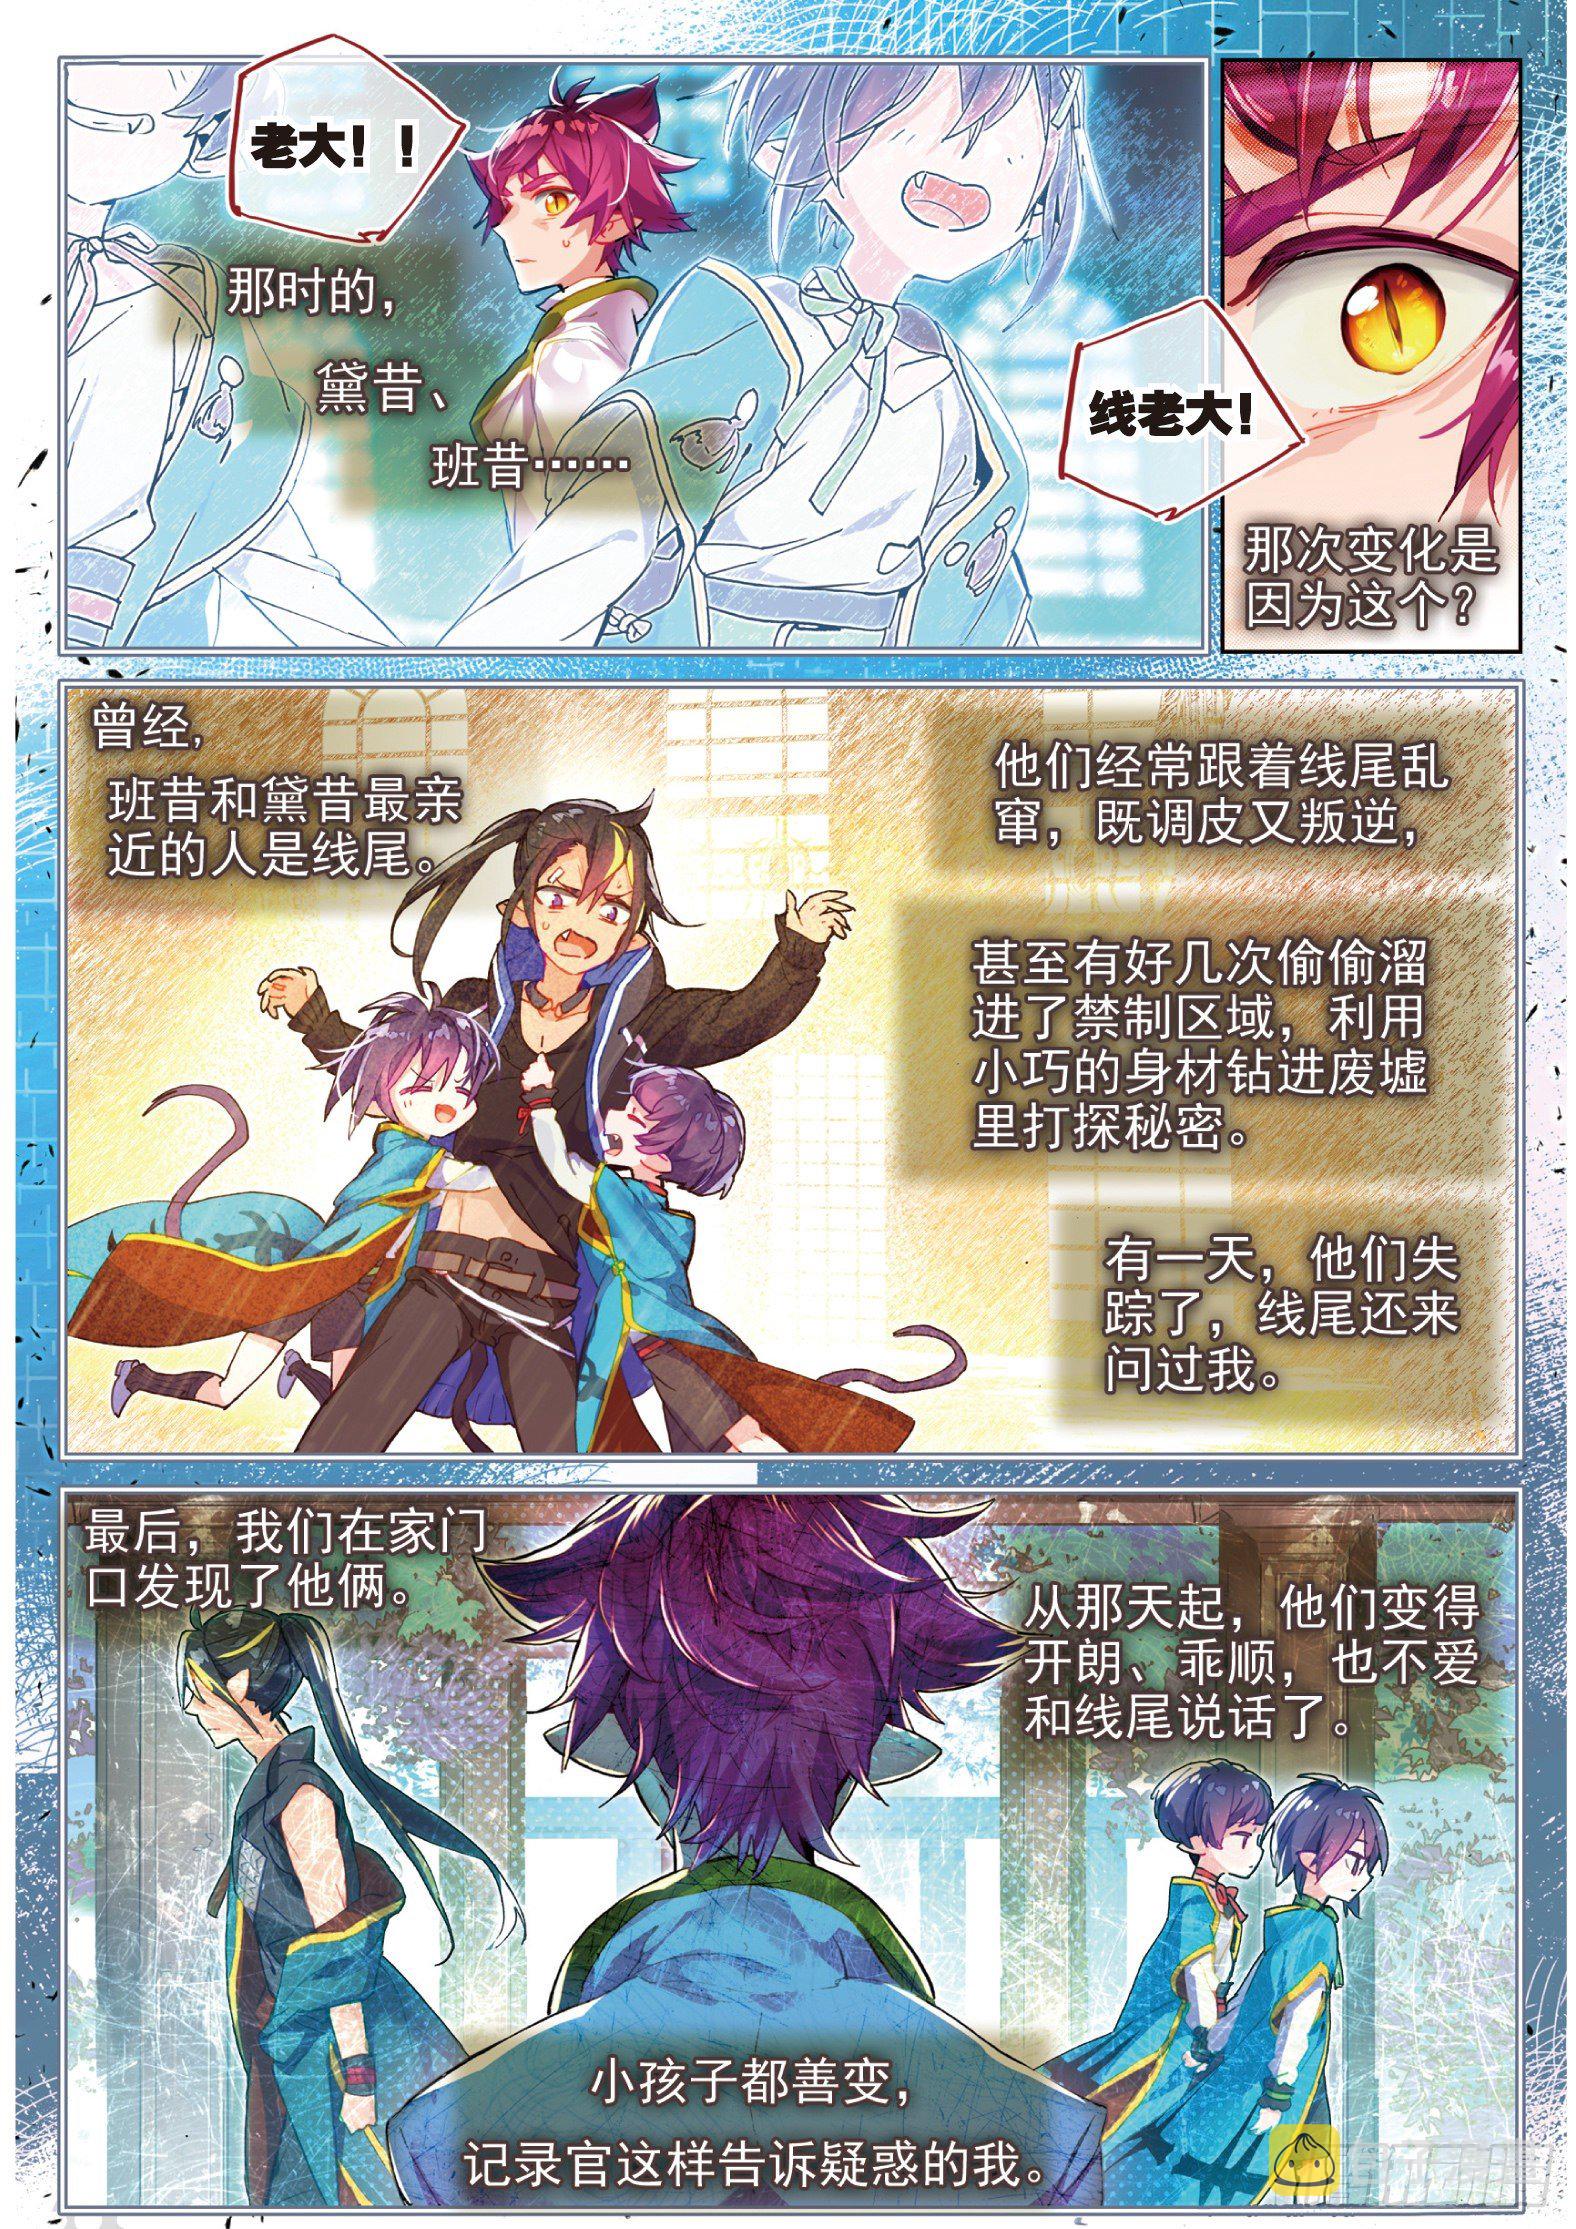 老大！！
那时的，
黛昔、
班昔……
线老大！
那次变化是
因为这个？
曾经，
班昔和黛昔最亲
近的人是线尾。
他们经常跟着线尾乱
窜，既调皮又叛逆，
甚至有好几次偷偷溜
进了禁制区域，利用
小巧的身材钻进废墟
里打探秘密。
有一天，他们失
踪了，线尾还来
问过我。
最后，我们在家门
口发现了他俩。
从那天起，他们变得
开朗、乖顺，也不爱
和线尾说话了。
小孩子都善变，
记录官这样告诉疑惑的我。